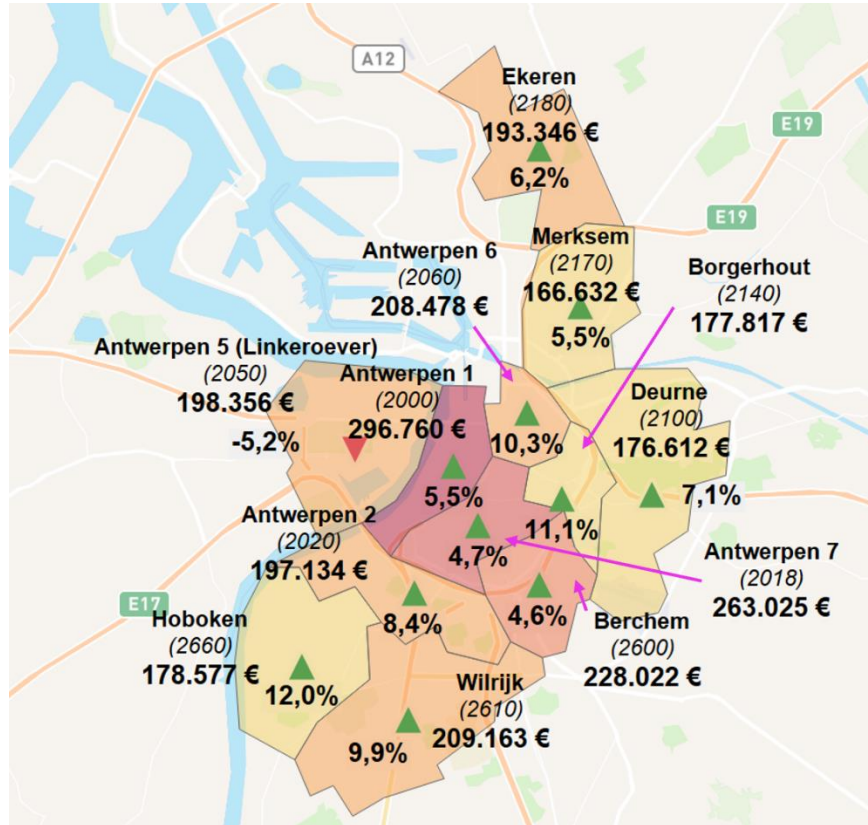 A12
Ekeren
(2180)
193.346 €
6,2%
E19
E19
Merksem
(2170)
166.632 €
5,5%
Antwerpen 6
(2060)
208.478 €
10,3%
Borgerhout
(2140)
177.817 €
11,1%
Antwerpen 5 (Linkeroever)
(2050)
198.356 €
-5,2%
Antwerpen 1
(2000)
296.760 €
5,5%
Deurne
(2100)
176.612 €
7,1%
Antwerpen 2
(2020)
197.134 €
8,4%
4,7%
Antwerpen 7
(2018)
263.025 €
E17
Hoboken
(2660)
178.577 €
12,0%
4,6%
Berchem
(2600)
228.022 €
Wilrijk
(2610)
209.163 €
9,9%